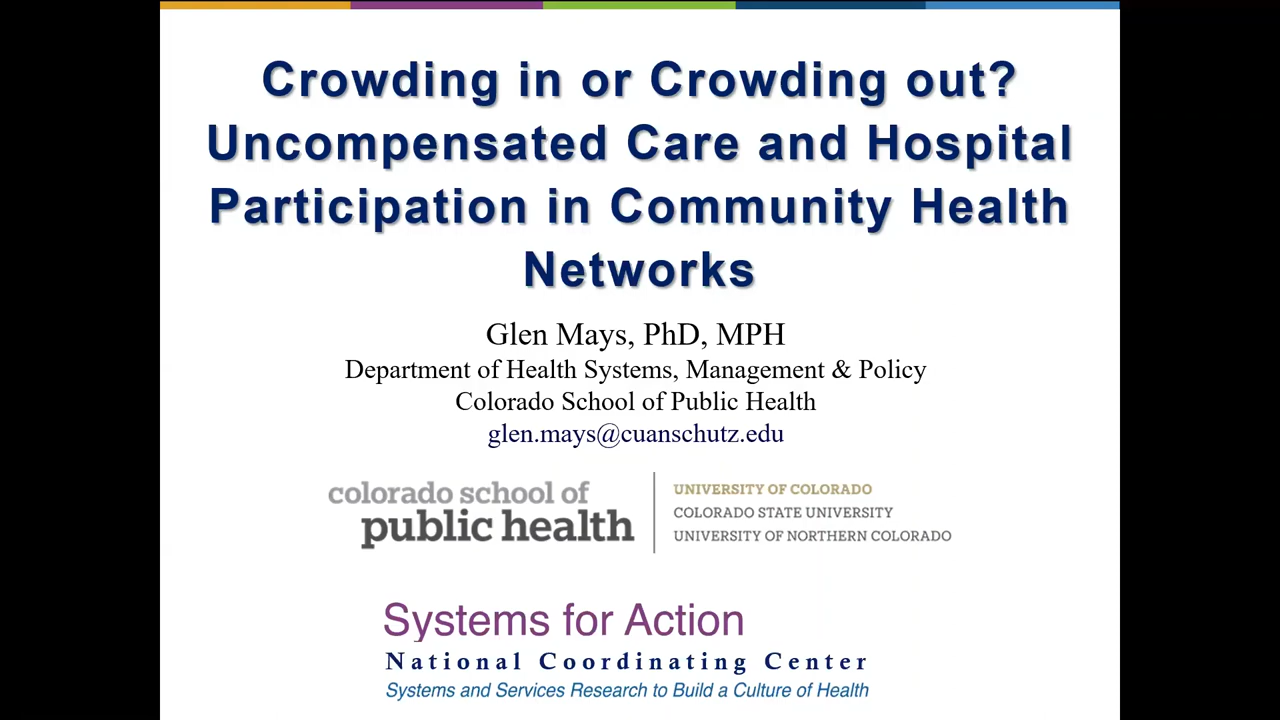 Crowding in or Crowding out?
Uncompensated Care and Hospital
Participation in Community Health
Networks
Glen Mays, PhD, MPH
Department of Health Systems, Management & Policy
Colorado School of Public Health
glen.mays@cuanschutz.edu
colorado school of
public health
UNIVERSITY OF COLORADO
COLORADO STATE UNIVERSITY
UNIVERSITY OF NORTHERN COLORADO
Systems for Action
National Coordinating Center
Systems and Services Research to Build a Culture of Health